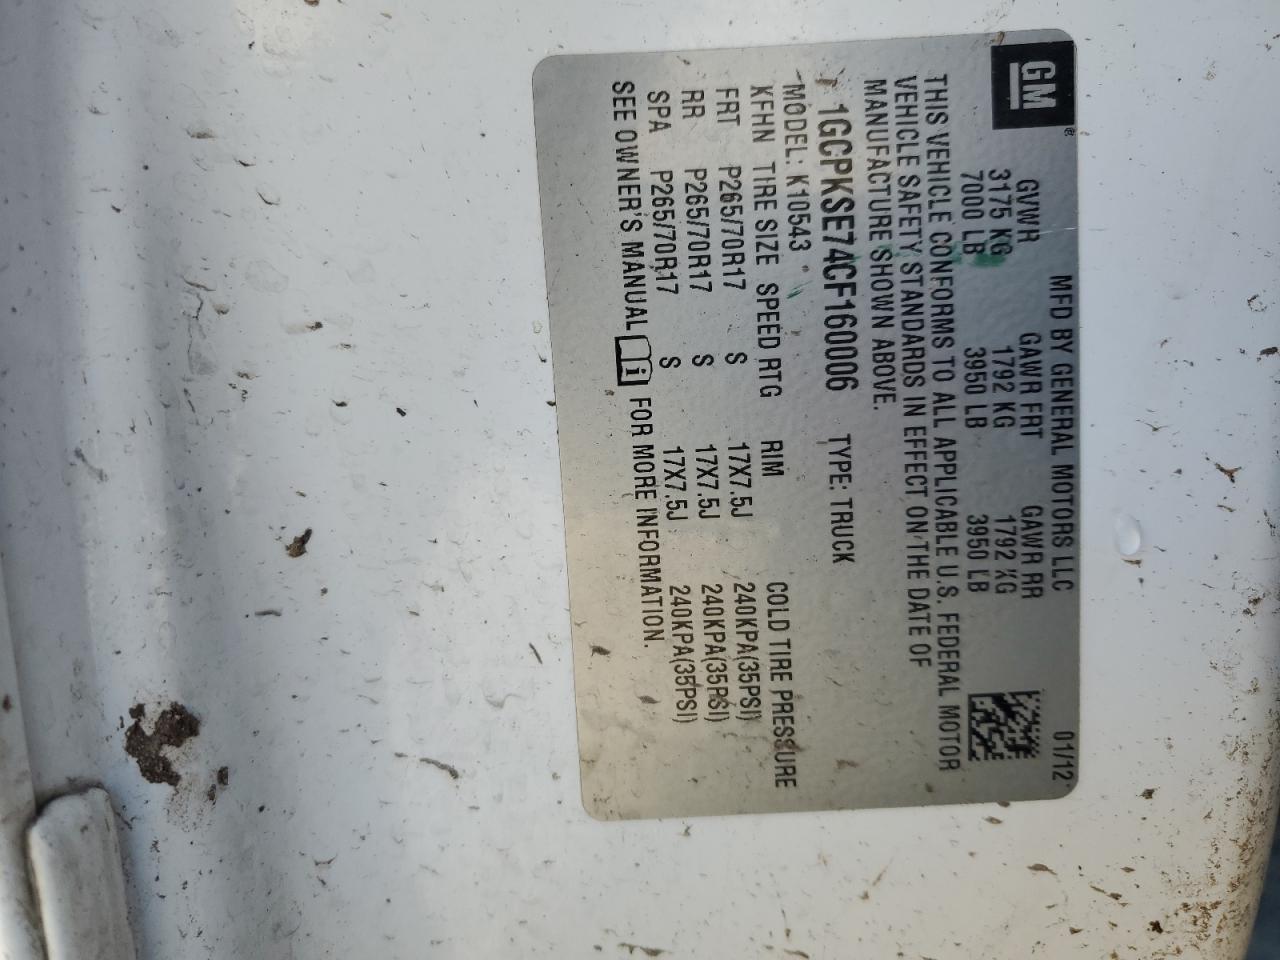 GM
MFD BY GENERAL MOTORS LLC 01/12
GVWR GAWR FRT GAWR RR
3175 KG 1792 KG 1792 KG
7000 LB 3950 LB 3950 LB
THIS VEHICLE CONFORMS TO ALL APPLICABLE U.S. FEDERAL MOTOR
VEHICLE SAFETY STANDARDS IN EFFECT ON THE DATE OF
MANUFACTURE SHOWN ABOVE.
1GCPKSE74CF160006 TYPE: TRUCK
MODEL: K10543
XFHN TIRE SIZE SPEED RTG RIM COLD TIRE PRESSURE
FRT P265/70R17 S 17X7.5J 240KPA(35PSI)
RR P265/70R17 S 17X7.5J 240KPA(35PSI)
SPA P265/70R17 S 17X7.5J 240KPA(35PSI)
SEE OWNER'S MANUAL i FOR MORE INFORMATION.